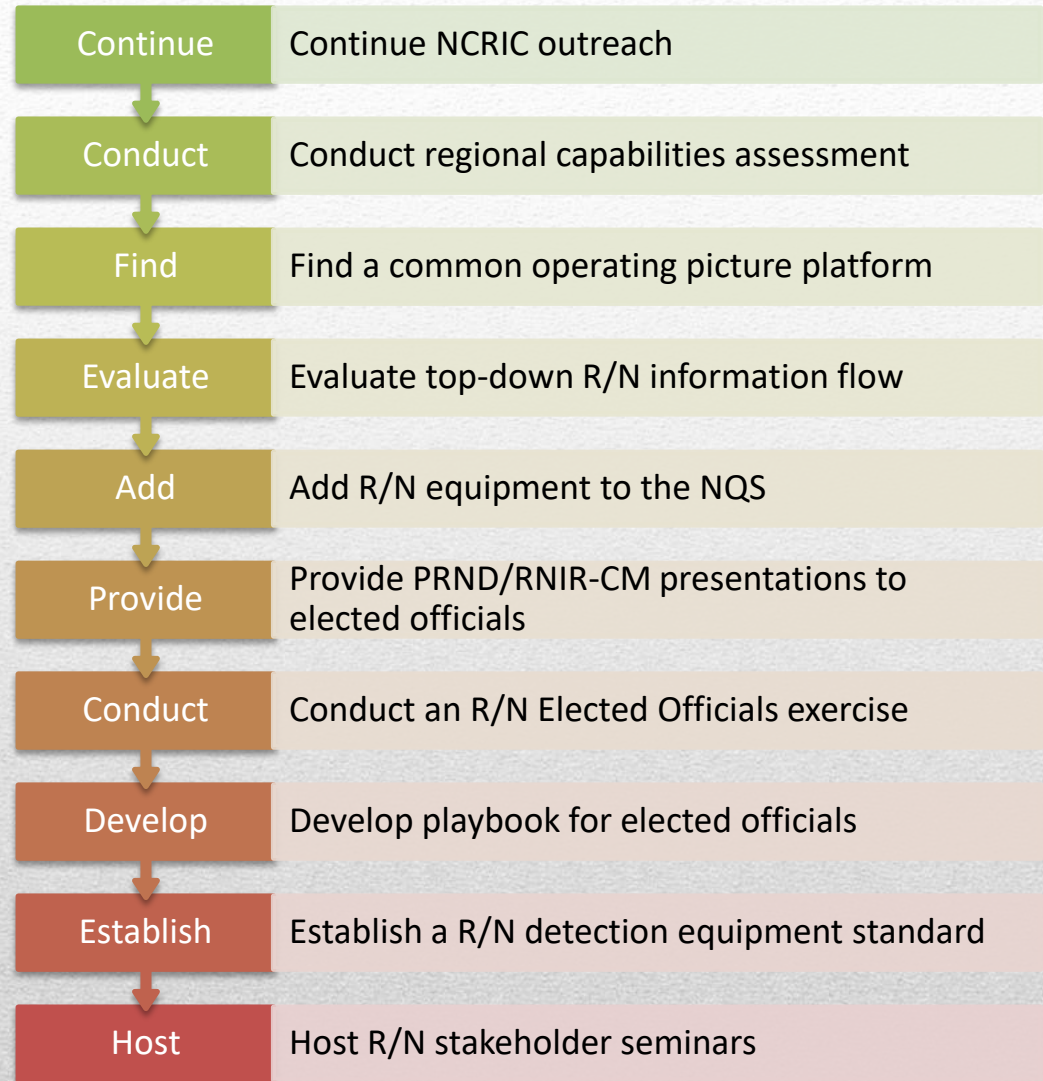 Continue
Continue NCRIC outreach
Conduct
Conduct regional capabilities assessment
Find
Find a common operating picture platform
Evaluate
Evaluate top-down R/N information flow
Add
Add R/N equipment to the NQS
Provide
Provide PRND/RNIR-CM presentations to
elected officials
Conduct
Conduct an R/N Elected Officials exercise
Develop
Develop playbook for elected officials
Establish
Establish a R/N detection equipment standard
Host
Host R/N stakeholder seminars